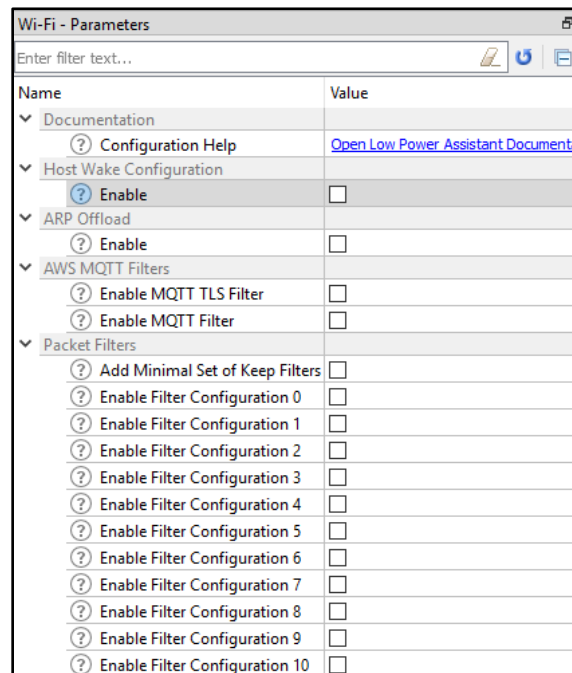 Wi-Fi - Parameters
Enter filter text...
Name Value
Documentation
Configuration Help Open Low Power Assistant
Host Wake Configuration
Enable
ARP Offload
Enable
AWS MQTT Filters
Enable MQTT TLS Filter
Enable MQTT Filter
Packet Filters
Add Minimal Set of Keep Filters
Enable Filter Configuration 0
Enable Filter Configuration 1
Enable Filter Configuration 2
Enable Filter Configuration 3
Enable Filter Configuration 4
Enable Filter Configuration 5
Enable Filter Configuration 6
Enable Filter Configuration 7
Enable Filter Configuration 8
Enable Filter Configuration 9
Enable Filter Configuration 10